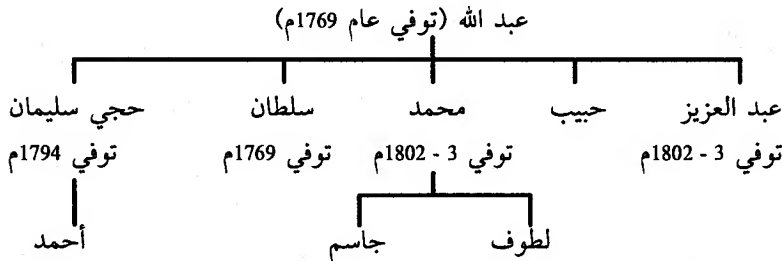 عبد الله (توفي عام 1769م)
عبد العزيز حبيب محمد سلطان حجي سليمان
توفي 3 - 1802م توفي 3 - 1802م توفي 1769م توفي 1794م
لطوف جاسم أحمد